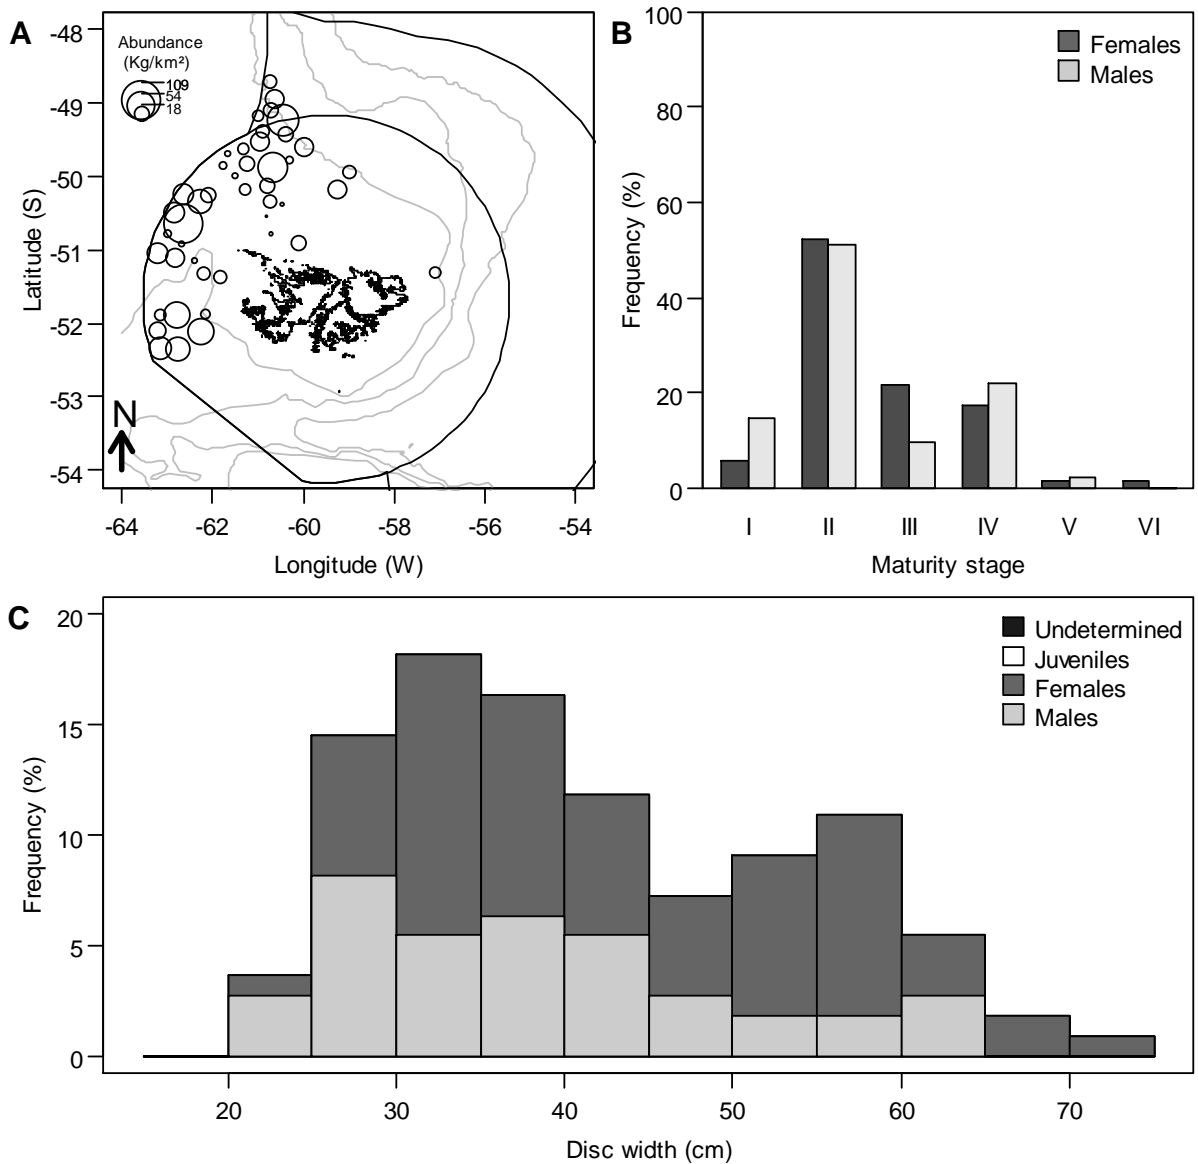 A
Abundance
(Kg/km²)
109
54
18
-48
-49
-50
-51
-52
-53
-54
Latitude (S)
N
-64
-62
-60
-58
-56
-54
Longitude (W)
B
Females
Males
100
80
60
40
20
0
Frequency (%)
I
II
III
IV
V
VI
Maturity stage
C
Undetermined
Juveniles
Females
Males
20
15
10
5
0
Frequency (%)
20
30
40
50
60
70
Disc width (cm)